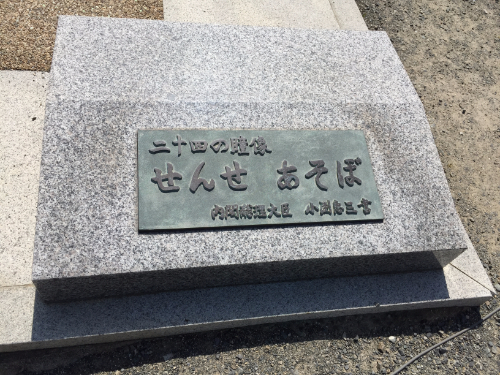 二十四の瞳像
せんせ あそぼ
内閣総理大臣 小渕恵三書